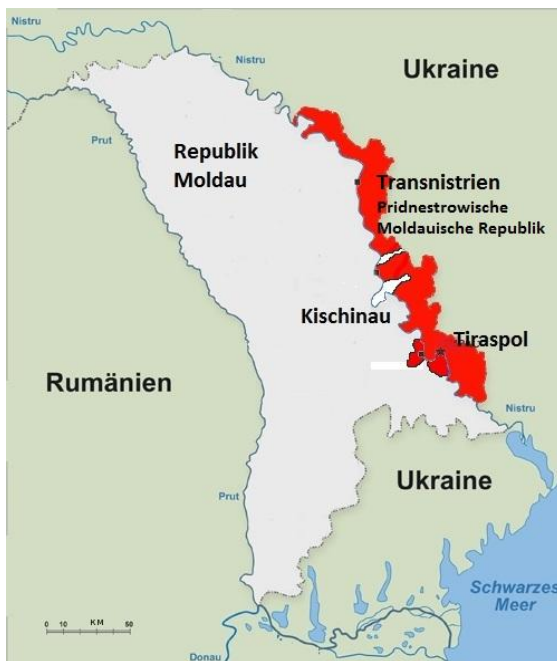 Nistru
Ukraine
Prut
Republik
Moldau
Transnistrien
Pridnestrowische
Moldauische Republik
Kischinau
Tiraspol
Rumänien
Nistru
Ukraine
Prut
Schwarzes
Meer
KM
0 10 50
Donau